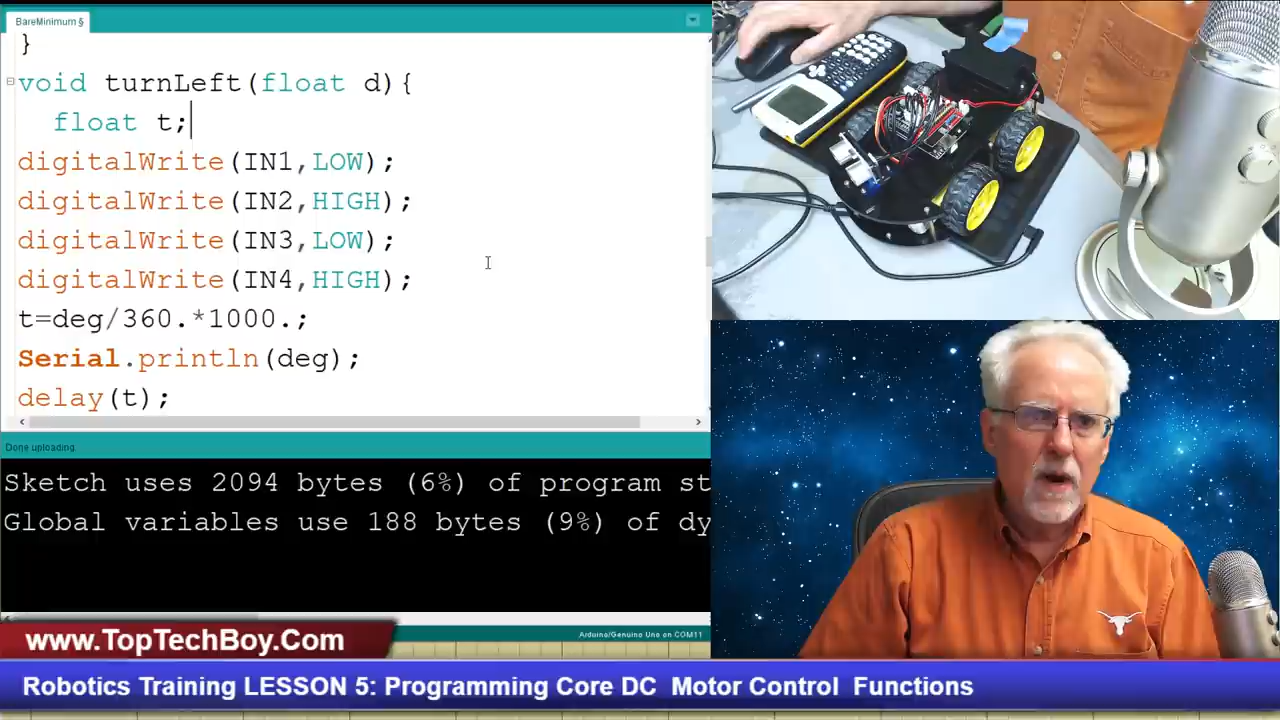 BareMinimum §
}
void turnLeft(float d){
float t;
digitalWrite(IN1,LOW);
digitalWrite(IN2,HIGH);
digitalWrite(IN3,LOW);
digitalWrite(IN4,HIGH);
t=deg/360.*1000.;
Serial.println(deg);
delay(t);
Done uploading.
Sketch uses 2094 bytes (6%) of program st
Global variables use 188 bytes (9%) of dy
Arduino/Genuino Uno on COM11
www.TopTechBoy.Com
Robotics Training LESSON 5: Programming Core DC Motor Control Functions